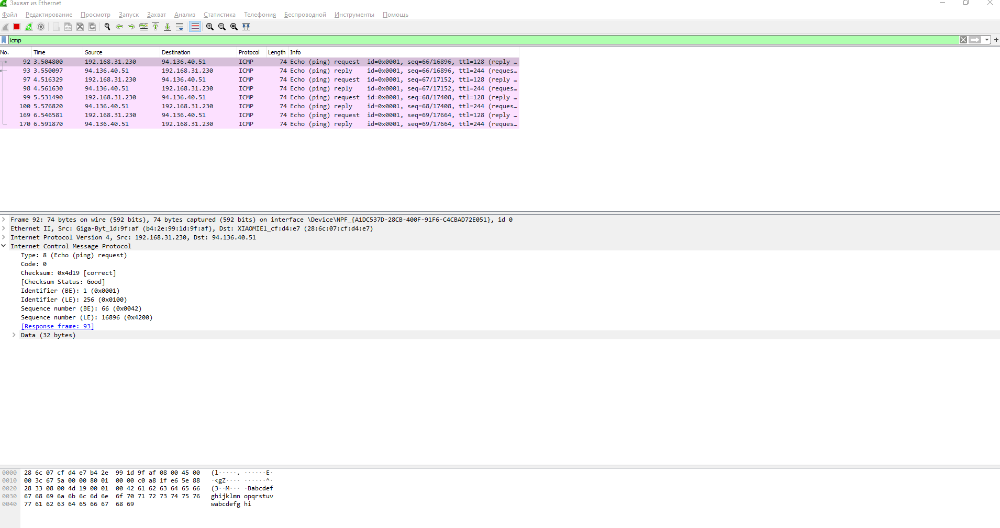 Захват из Ethernet
Файл Редактирование Просмотр Запуск Захват Анализ Статистика Телефония Беспроводной Инструменты Помощь
icmp
No. Time Source Destination Protocol Length Info
92 3.504800 192.168.31.230 94.136.40.51 ICMP 74 Echo (ping) request id=0x0001, seq=66/16896, ttl=128 (reply …
93 3.550097 94.136.40.51 192.168.31.230 ICMP 74 Echo (ping) reply id=0x0001, seq=66/16896, ttl=244 (reques…
97 4.516329 192.168.31.230 94.136.40.51 ICMP 74 Echo (ping) request id=0x0001, seq=67/17152, ttl=128 (reply …
98 4.561630 94.136.40.51 192.168.31.230 ICMP 74 Echo (ping) reply id=0x0001, seq=67/17152, ttl=244 (reques…
99 5.531490 192.168.31.230 94.136.40.51 ICMP 74 Echo (ping) request id=0x0001, seq=68/17408, ttl=128 (reply …
100 5.576820 94.136.40.51 192.168.31.230 ICMP 74 Echo (ping) reply id=0x0001, seq=68/17408, ttl=244 (reques…
169 6.546581 192.168.31.230 94.136.40.51 ICMP 74 Echo (ping) request id=0x0001, seq=69/17664, ttl=128 (reply …
170 6.591870 94.136.40.51 192.168.31.230 ICMP 74 Echo (ping) reply id=0x0001, seq=69/17664, ttl=244 (reques…
Frame 92: 74 bytes on wire (592 bits), 74 bytes captured (592 bits) on interface \Device\NPF_{A1DC537D-28CB-400F-91F6-C4CBAD72E051}, id 0
Ethernet II, Src: Giga-Byt_1d:9f:af (b4:2e:99:1d:9f:af), Dst: XIAOMIEl_cf:d4:e7 (28:6c:07:cf:d4:e7)
Internet Protocol Version 4, Src: 192.168.31.230, Dst: 94.136.40.51
Internet Control Message Protocol
Type: 8 (Echo (ping) request)
Code: 0
Checksum: 0x4d19 [correct]
[Checksum Status: Good]
Identifier (BE): 1 (0x0001)
Identifier (LE): 256 (0x0100)
Sequence number (BE): 66 (0x0042)
Sequence number (LE): 16896 (0x4200)
[Response frame: 93]
Data (32 bytes)
0000 28 6c 07 cf d4 e7 b4 2e 99 1d 9f af 08 00 45 00 (l·····. ······E·
0010 00 3c 67 5a 00 00 80 01 00 00 c0 a8 1f e6 5e 88 ·<gZ···· ······^·
0020 28 33 08 00 4d 19 00 01 00 42 61 62 63 64 65 66 (3··M··· ·Babcdef
0030 67 68 69 6a 6b 6c 6d 6e 6f 70 71 72 73 74 75 76 ghijklmn opqrstuv
0040 77 61 62 63 64 65 66 67 68 69 wabcdefg hi